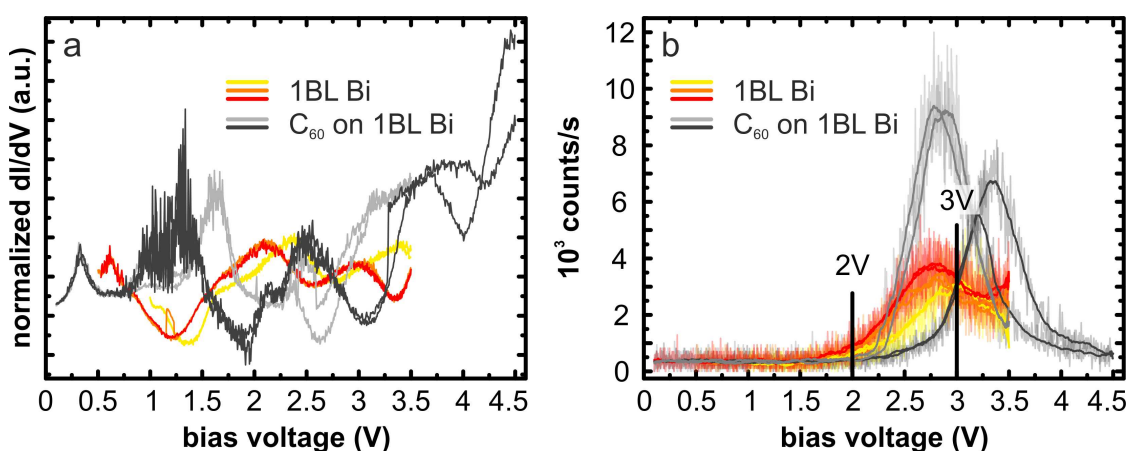 a
normalized dI/dV (a.u.)
1BL Bi
C₆₀ on 1BL Bi
0 0.5 1 1.5 2 2.5 3 3.5 4 4.5
bias voltage (V)
b
10³ counts/s
12
10
8
6
4
2
0
1BL Bi
C₆₀ on 1BL Bi
3V
2V
0 0.5 1 1.5 2 2.5 3 3.5 4 4.5
bias voltage (V)